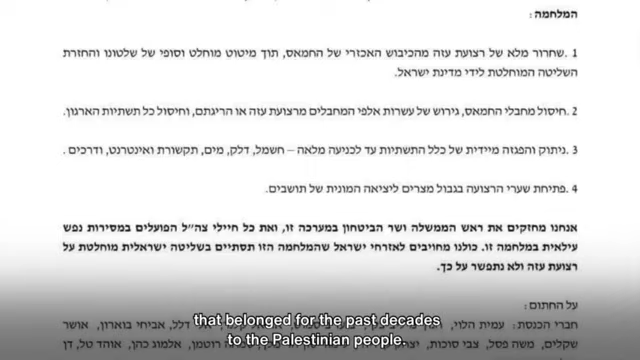 המלחמה:
1. שחרור מלא של רצועת עזה מהכיבוש האכזרי של החמאס, תוך מיטוט מוחלט וסופי של שלטונו והחזרת
השליטה המוחלטת לידי מדינת ישראל.
2. חיסול מחבלי החמאס, גירוש של עשרות אלפי המחבלים מרצועת עזה או הריגתם, וחיסול כל תשתיות הארגון.
3. ניתוק והפגזה מיידית של כלל התשתיות עד לכניעה מלאה – חשמל, דלק, מים, תקשורת ואינטרנט, ודרכים.
4. פתיחת שערי הרצועה בגבול מצרים ליציאה המונית של תושבים.
אנחנו מחזקים את ראש הממשלה ושר הביטחון במערכה זו, ואת כל חיילי צה"ל הפועלים במסירות נפש
עילאית במלחמה זו. כולנו מחויבים לאזרחי ישראל שהמלחמה הזו תסתיים בשליטה ישראלית מוחלטת על
רצועת עזה ולא נתפשר על כך.
that belonged for the past decades
to the Palestinian people.
על החתום:
חברי הכנסת: עמית הלוי, דלל, אביחי בוארון, אושר
שקלים, משה פסל, צבי סוכות, רוטמן, אלמוג כהן, אוהד טל, דן